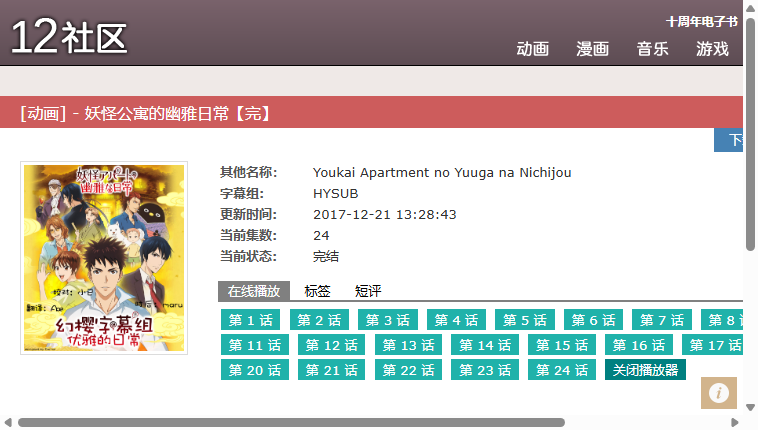 12社区
十周年电子书
动画 漫画 音乐 游戏
[动画] - 妖怪公寓的幽雅日常【完】
妖怪アパートの
幽雅な日常
校对：小日
翻译：Abe
时间：maru
幻樱字幕组
优雅的日常
其他名称： Youkai Apartment no Yuuga na Nichijou
字幕组： HYSUB
更新时间： 2017-12-21 13:28:43
当前集数： 24
当前状态： 完结
在线播放 标签 短评
第 1 话 第 2 话 第 3 话 第 4 话 第 5 话 第 6 话 第 7 话 第 8
第 11 话 第 12 话 第 13 话 第 14 话 第 15 话 第 16 话 第 17 话
第 20 话 第 21 话 第 22 话 第 23 话 第 24 话 关闭播放器